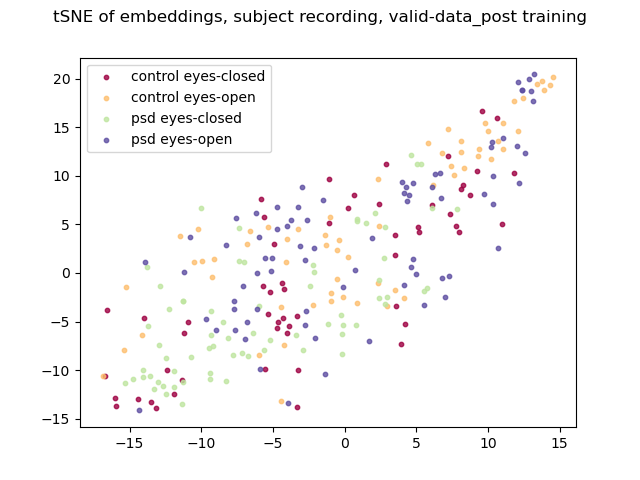 tSNE of embeddings, subject recording, valid-data_post training
control eyes-closed
control eyes-open
psd eyes-closed
psd eyes-open
20
15
10
5
0
−5
−10
−15
−15 −10 −5 0 5 10 15